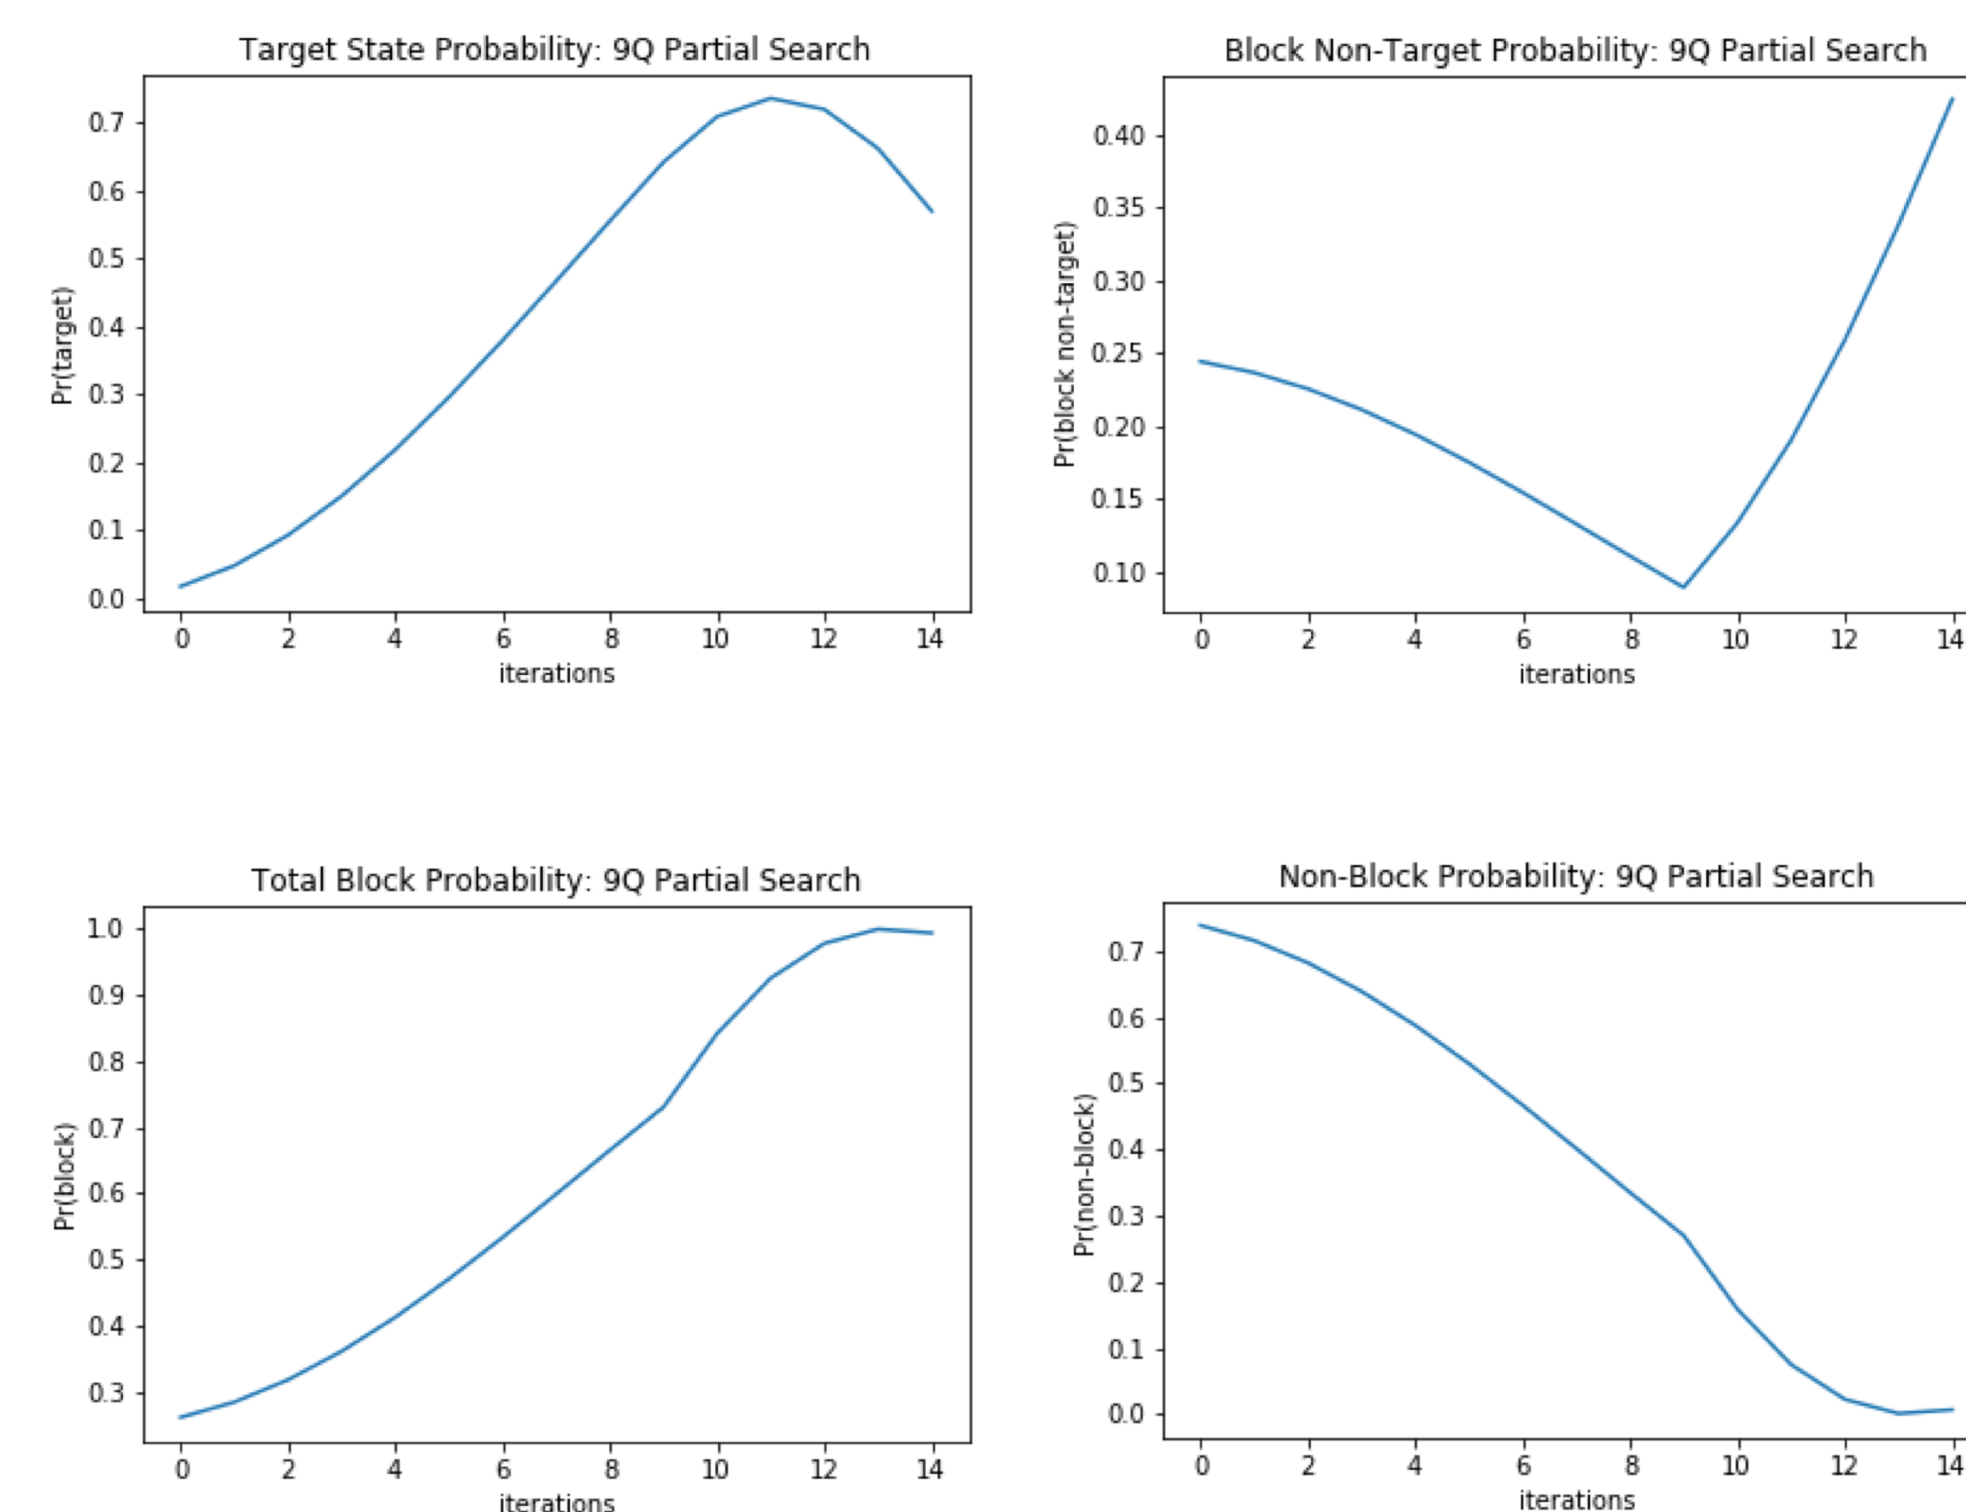 Target State Probability: 9Q Partial Search
Pr(target)
0.7
0.6
0.5
0.4
0.3
0.2
0.1
0.0
0 2 4 6 8 10 12 14
iterations
Block Non-Target Probability: 9Q Partial Search
Pr(block non-target)
0.40
0.35
0.30
0.25
0.20
0.15
0.10
0 2 4 6 8 10 12 14
iterations
Total Block Probability: 9Q Partial Search
Pr(block)
1.0
0.9
0.8
0.7
0.6
0.5
0.4
0.3
0 2 4 6 8 10 12 14
iterations
Non-Block Probability: 9Q Partial Search
Pr(non-block)
0.7
0.6
0.5
0.4
0.3
0.2
0.1
0.0
0 2 4 6 8 10 12 14
iterations